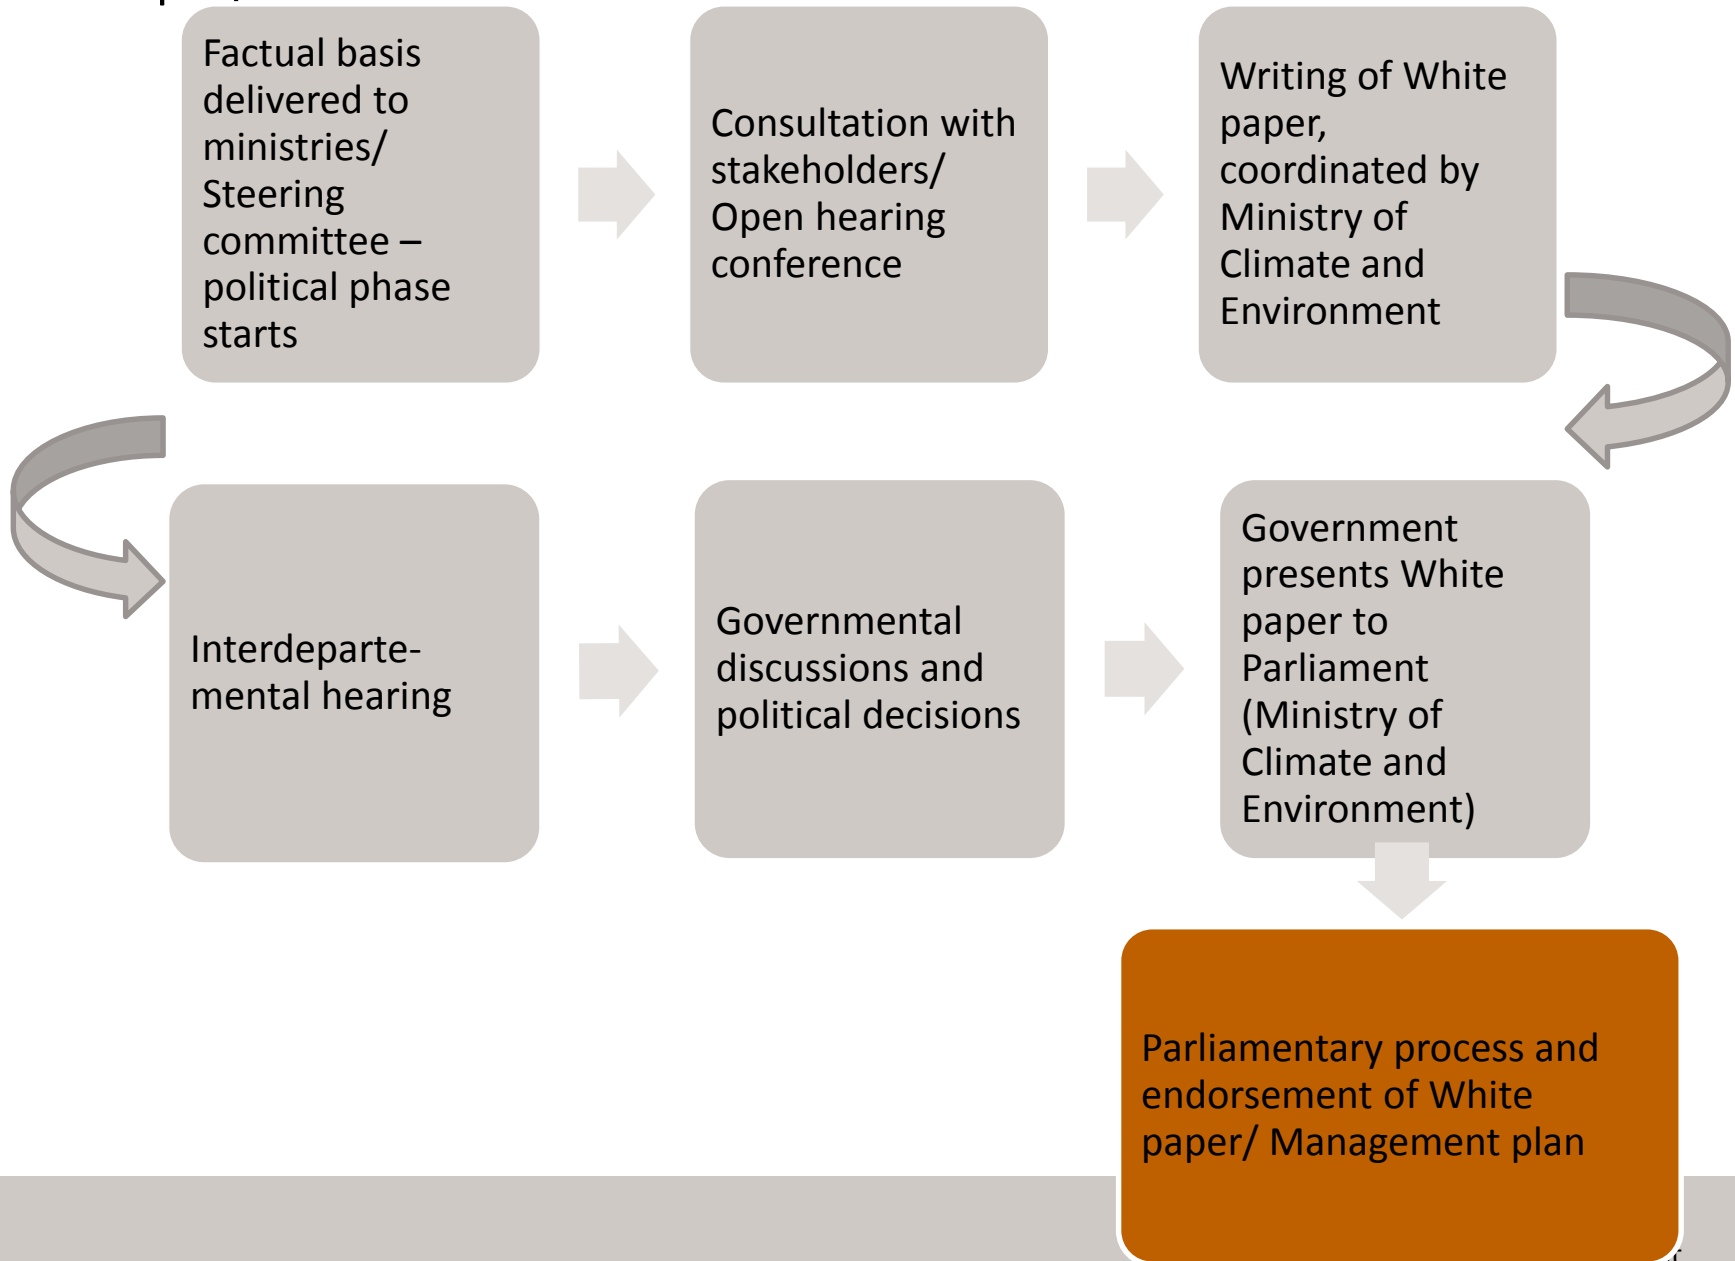 Factual basis
delivered to
ministries/
Steering
committee –
political phase
starts
Consultation with
stakeholders/
Open hearing
conference
Writing of White
paper,
coordinated by
Ministry of
Climate and
Environment
Interdeparte-
mental hearing
Governmental
discussions and
political decisions
Government
presents White
paper to
Parliament
(Ministry of
Climate and
Environment)
Parliamentary process and
endorsement of White
paper/ Management plan